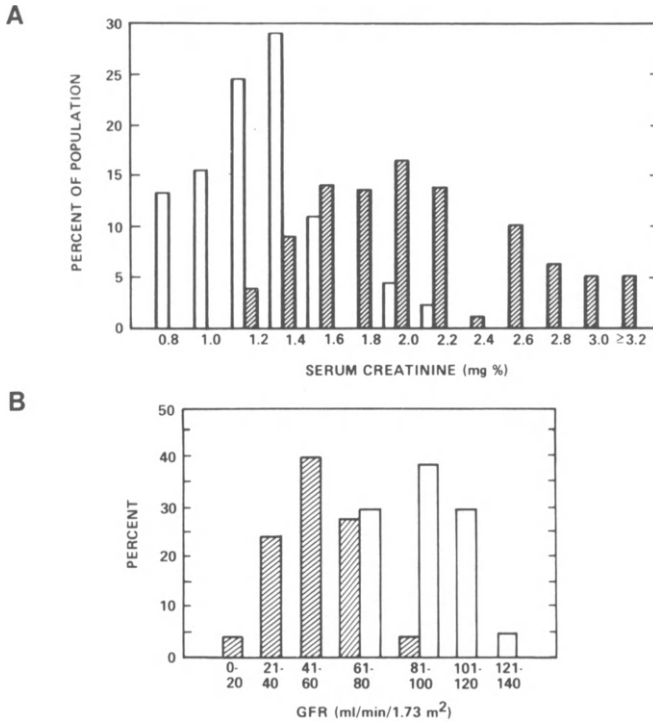 A
30
25
20
15
10
5
0
PERCENT OF POPULATION
0.8 1.0 1.2 1.4 1.6 1.8 2.0 2.2 2.4 2.6 2.8 3.0 ≥3.2
SERUM CREATININE (mg %)
B
50
40
30
20
10
0
PERCENT
0- 21- 41- 61- 81- 101- 121-
20 40 60 80 100 120 140
GFR (ml/min/1.73 m²)